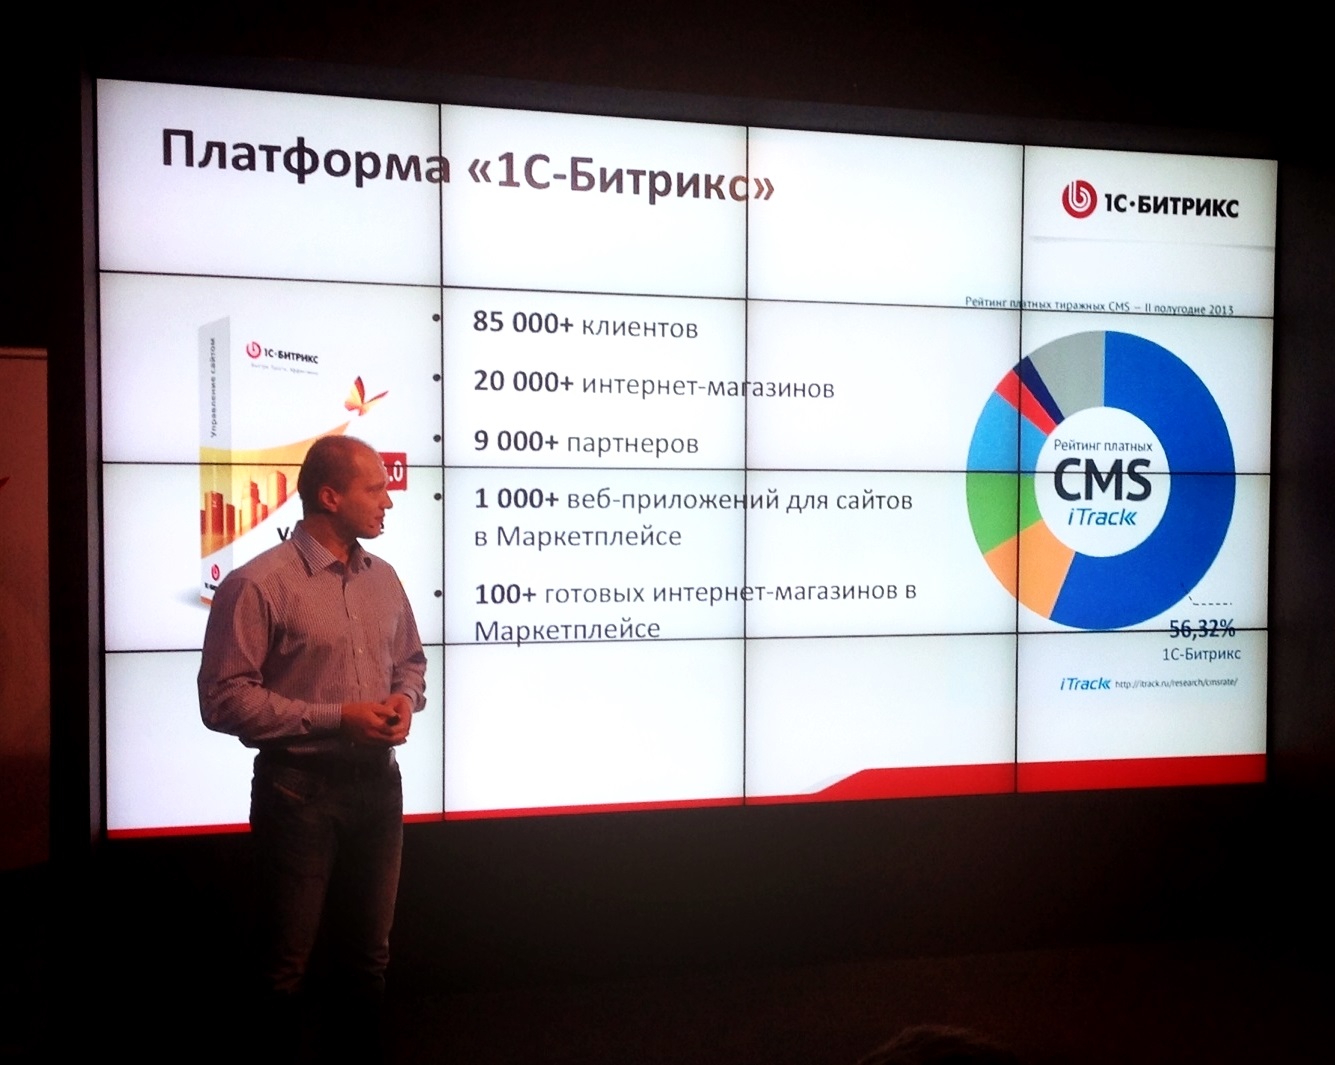 Платформа «1С-Битрикс»
1С·БИТРИКС
Рейтинг платных тиражных CMS – II полугодие 2013
Управление сайтом
1С·БИТРИКС
• 85 000+ клиентов
• 20 000+ интернет-магазинов
• 9 000+ партнеров
• 1 000+ веб-приложений для сайтов
в Маркетплейсе
• 100+ готовых интернет-магазинов в
Маркетплейсе
Рейтинг платных
CMS
iTrack
56,32%
1С-Битрикс
iTrack http://itrack.ru/research/cmsrate/